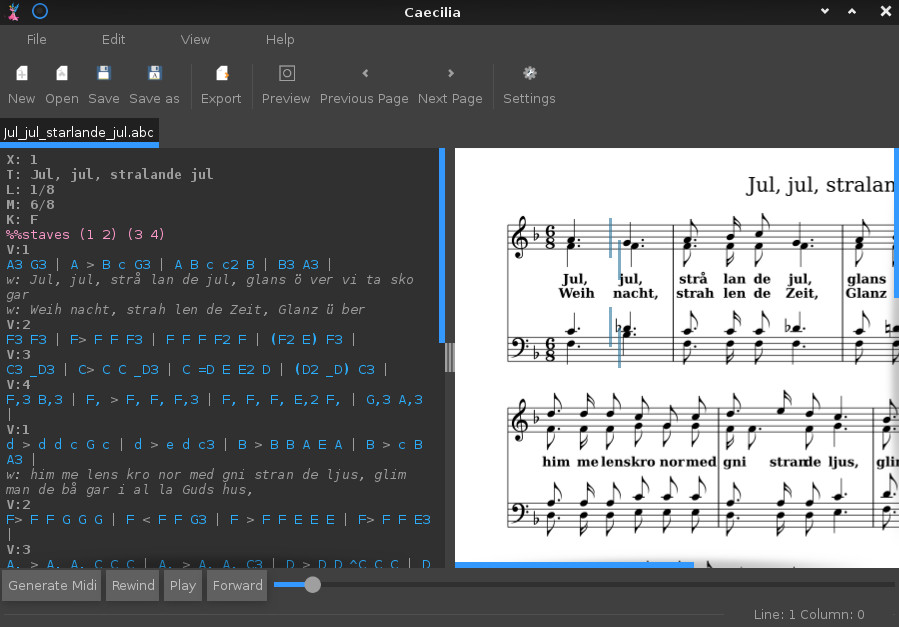 Caecilia
File Edit View Help
New Open Save Save as Export Preview Previous Page Next Page Settings
Jul_jul_starlande_jul.abc
X: 1
T: Jul, jul, stralande jul
L: 1/8
M: 6/8
K: F
%%staves (1 2) (3 4)
V:1
A3 G3 | A > B c G3 | A B c c2 B | B3 A3 |
w: Jul, jul, strå lan de jul, glans ö ver vi ta sko
gar
w: Weih nacht, strah len de Zeit, Glanz ü ber
V:2
F3 F3 | F> F F F3 | F F F F2 F | (F2 E) F3 |
V:3
C3 _D3 | C> C C _D3 | C =D E E2 D | (D2 _D) C3 |
V:4
F,3 B,3 | F, > F, F, F,3 | F, F, F, E,2 F, | G,3 A,3
|
V:1
d > d d c G c | d > e d c3 | B > B B A E A | B > c B
A3 |
w: him me lens kro nor med gni stran de ljus, glim
man de bå gar i al la Guds hus,
V:2
F> F F G G G | F < F F G3 | F > F F E E E | F> F F E3
|
V:3
A, > A, A, C C C | A, > A, A, C3 | D > D D ^C C C | D
Jul, jul, stralan
Jul, jul, strå lan de jul, glans
Weih nacht, strah len de Zeit, Glanz
him me lens kro nor med gni stran de ljus, glin
Generate Midi Rewind Play Forward
Line: 1 Column: 0